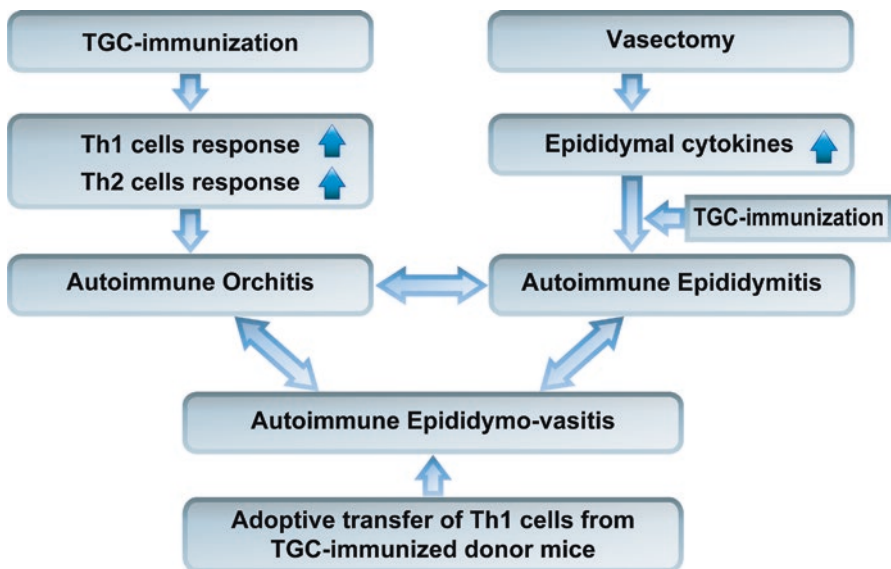 TGC-immunization
Vasectomy
Th1 cells response
Th2 cells response
Epididymal cytokines
TGC-immunization
Autoimmune Orchitis
Autoimmune Epididymitis
Autoimmune Epididymo-vasitis
Adoptive transfer of Th1 cells from
TGC-immunized donor mice